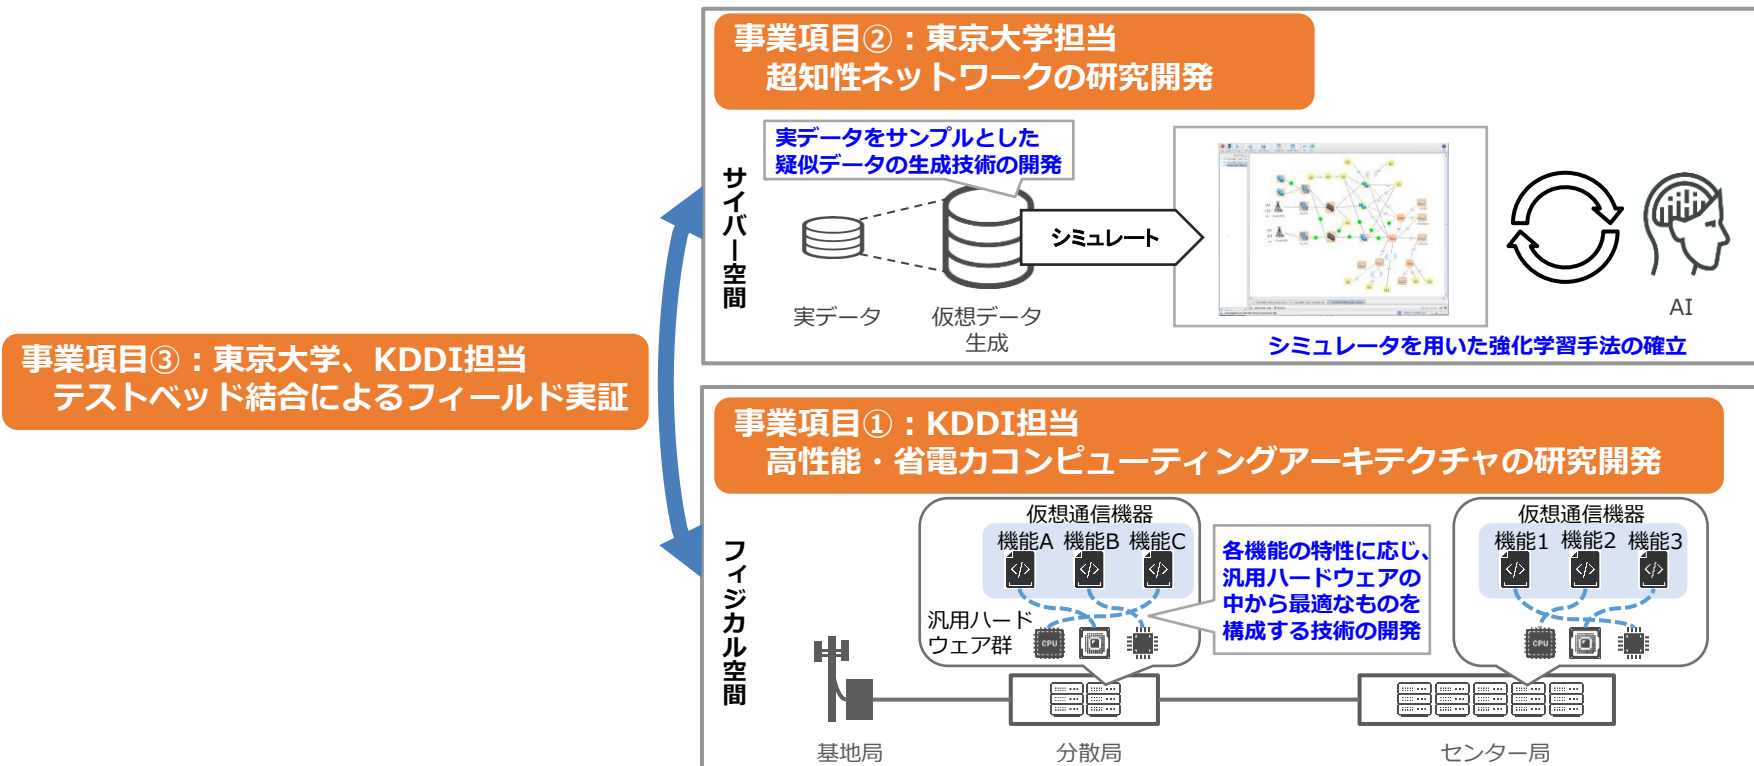 事業項目②：東京大学担当
超知性ネットワークの研究開発
サイバー空間
実データをサンプルとした
疑似データの生成技術の開発
シミュレート
実データ
仮想データ
生成
AI
シミュレータを用いた強化学習手法の確立
事業項目③：東京大学、KDDI担当
テストベッド結合によるフィールド実証
事業項目①：KDDI担当
高性能・省電力コンピューティングアーキテクチャの研究開発
フィジカル空間
仮想通信機器
機能A 機能B 機能C
汎用ハード
ウェア群
CPU
各機能の特性に応じ、
汎用ハードウェアの
中から最適なものを
構成する技術の開発
仮想通信機器
機能1 機能2 機能3
CPU
基地局
分散局
センター局